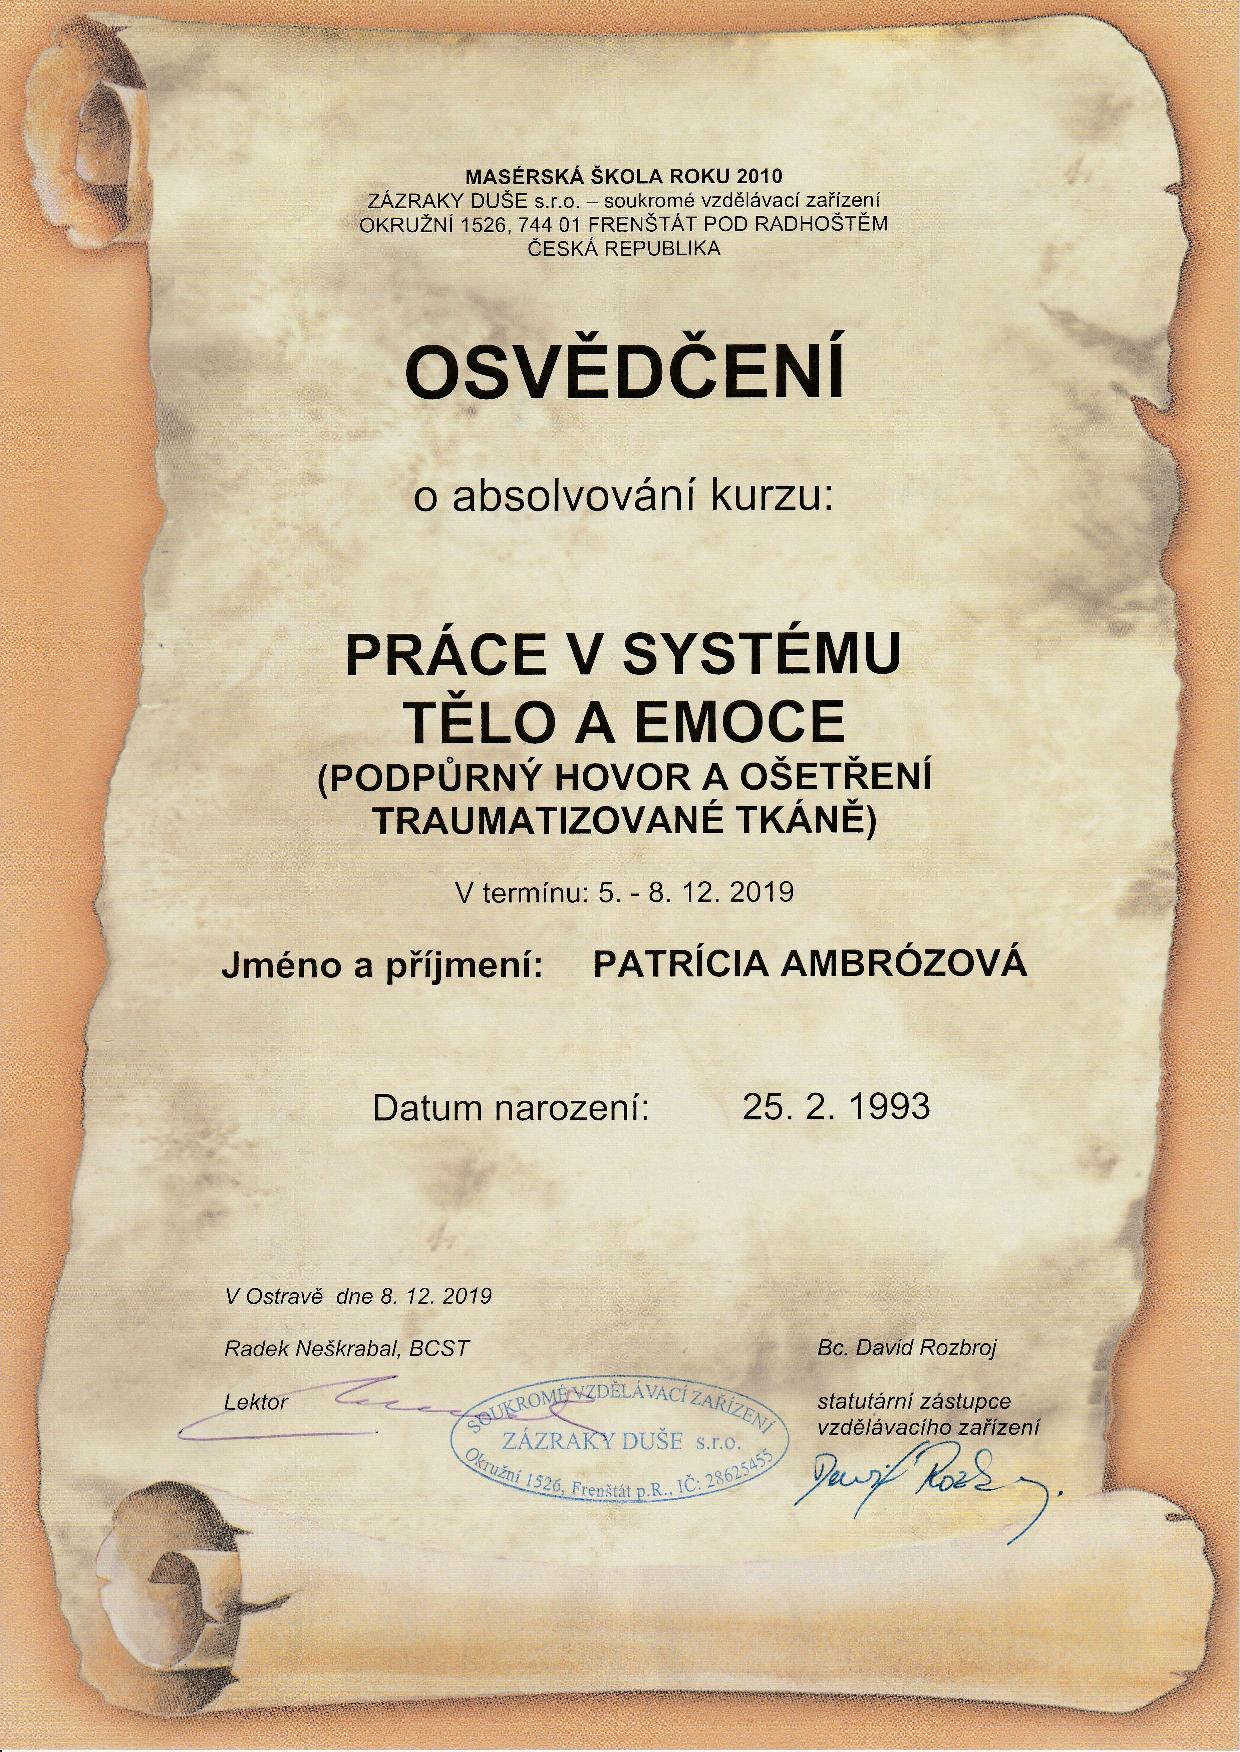 MASÉRSKÁ ŠKOLA ROKU 2010
ZÁZRAKY DUŠE s.r.o. – soukromé vzdělávací zařízení
OKRUŽNÍ 1526, 744 01 FRENŠTÁT POD RADHOŠTĚM
ČESKÁ REPUBLIKA
OSVĚDČENÍ
o absolvování kurzu:
PRÁCE V SYSTÉMU
TĚLO A EMOCE
(PODPŮRNÝ HOVOR A OŠETŘENÍ
TRAUMATIZOVANÉ TKÁNĚ)
V termínu: 5. - 8. 12. 2019
Jméno a příjmení: PATRÍCIA AMBRÓZOVÁ
Datum narození: 25. 2. 1993
V Ostravě dne 8. 12. 2019
Radek Neškrabal, BCST
Bc. David Rozbroj
Lektor
statutární zástupce
vzdělávacího zařízení
SOUKROMÉ VZDĚLÁVACÍ ZAŘÍZENÍ
ZÁZRAKY DUŠE s.r.o.
Okružní 1526, Frenštát p.R., IČ: 28625455